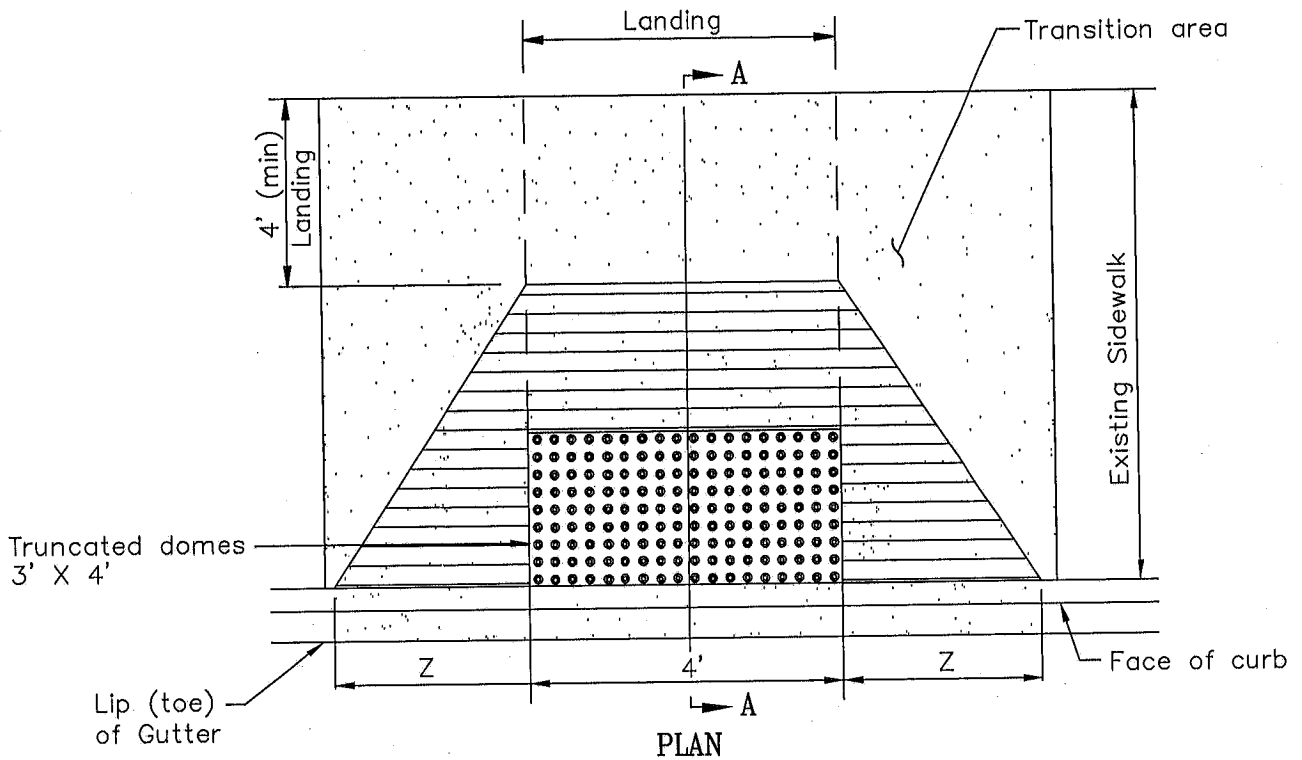 Landing
Transition area
A
4' (min)
Landing
Existing Sidewalk
Truncated domes
3' X 4'
Z
4'
Z
Face of curb
Lip (toe)
of Gutter
A
PLAN